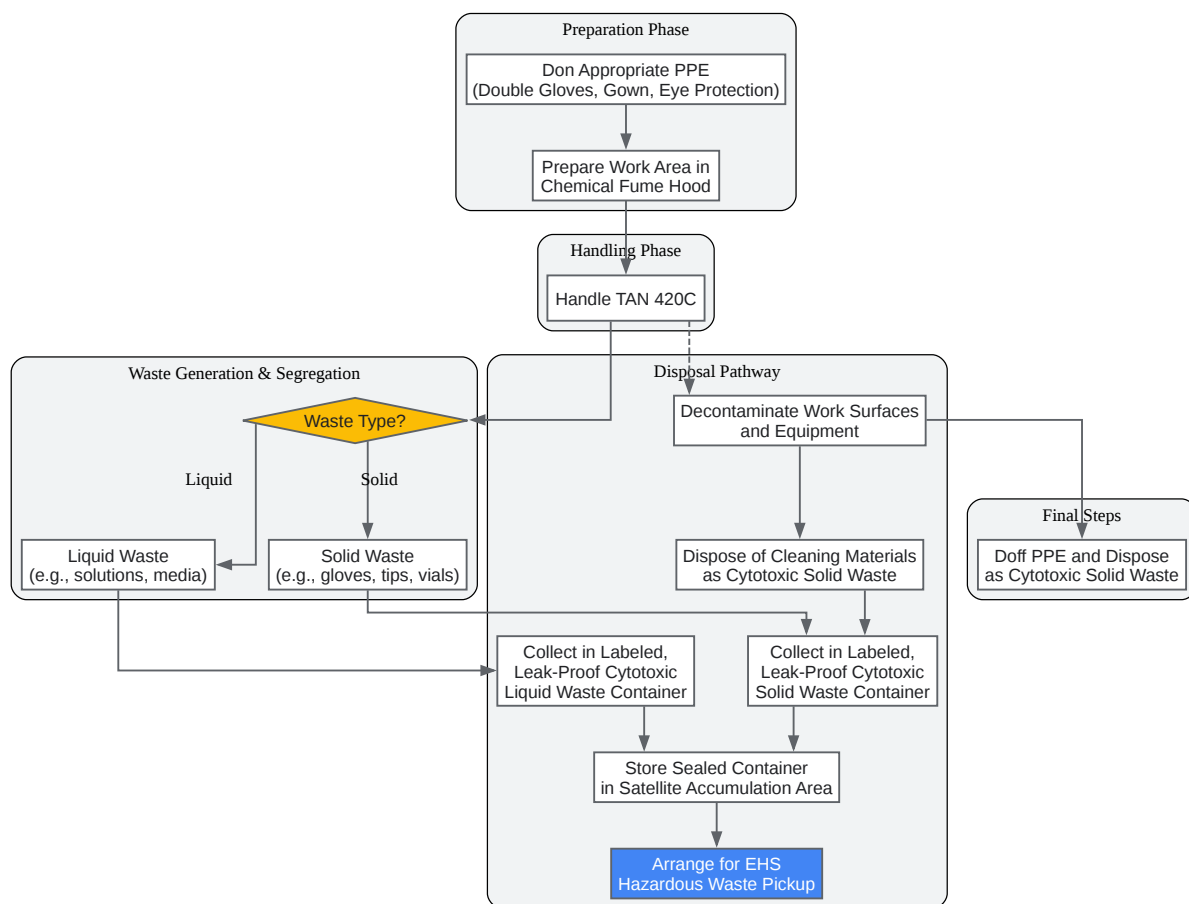 Preparation Phase
Don Appropriate PPE
(Double Gloves, Gown, Eye Protection)
Prepare Work Area in
Chemical Fume Hood
Handling Phase
Handle TAN 420C
Waste Generation & Segregation
Waste Type?
Liquid
Solid
Liquid Waste
(e.g., solutions, media)
Solid Waste
(e.g., gloves, tips, vials)
Disposal Pathway
Decontaminate Work Surfaces
and Equipment
Dispose of Cleaning Materials
as Cytotoxic Solid Waste
Collect in Labeled,
Leak-Proof Cytotoxic
Liquid Waste Container
Collect in Labeled,
Leak-Proof Cytotoxic
Solid Waste Container
Store Sealed Container
in Satellite Accumulation Area
Arrange for EHS
Hazardous Waste Pickup
Final Steps
Doff PPE and Dispose
as Cytotoxic Solid Waste